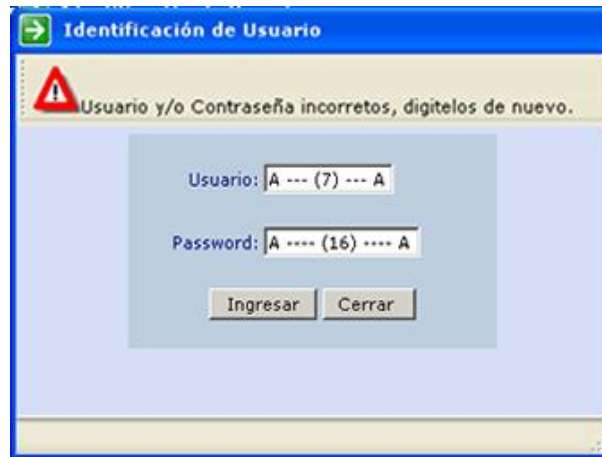 Identificación de Usuario
Usuario y/o Contraseña incorretos, digitelos de nuevo.
Usuario: A --- (7) --- A
Password: A ---- (16) ---- A
Ingresar Cerrar